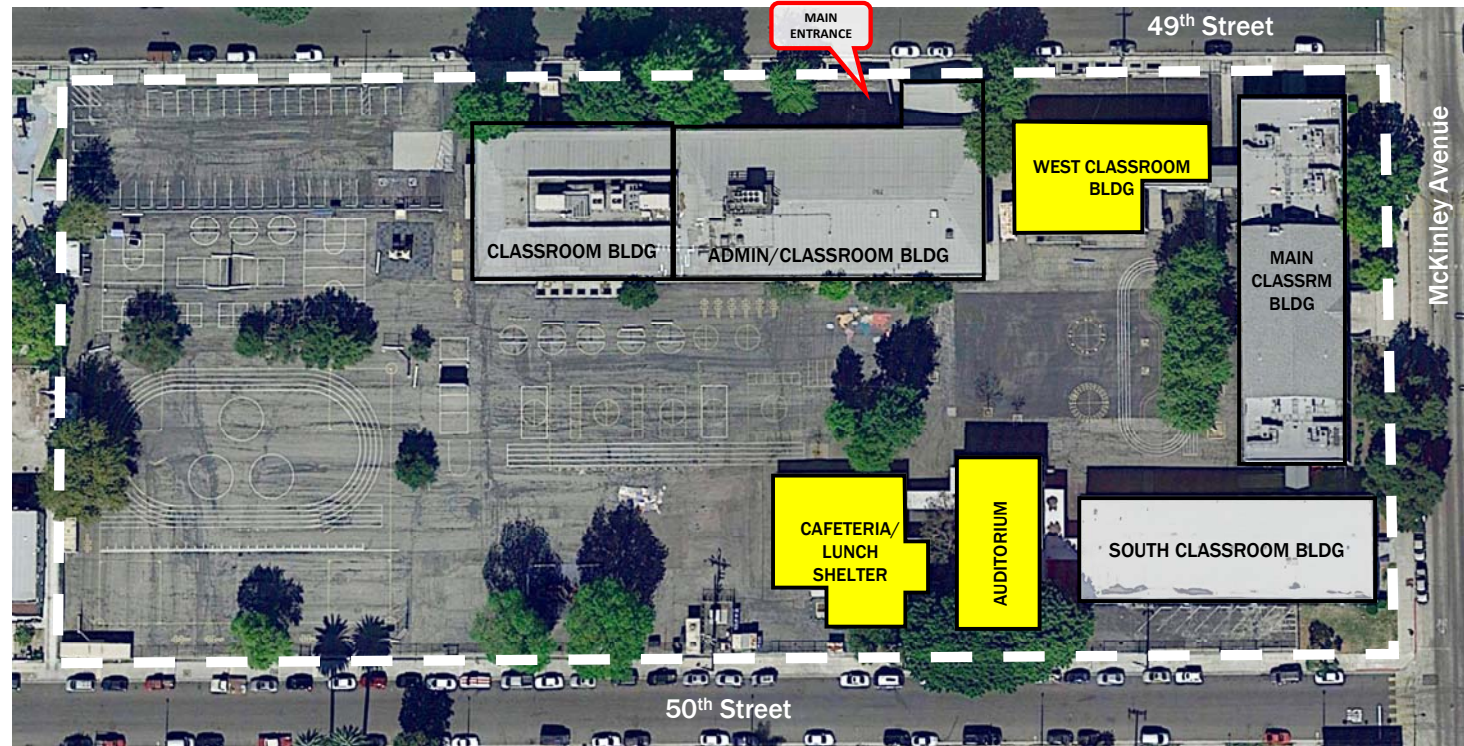 MAIN
ENTRANCE
49th Street
WEST CLASSROOM
BLDG
CLASSROOM BLDG
ADMIN/CLASSROOM BLDG
MAIN
CLASSRM
BLDG
McKinley Avenue
CAFETERIA/
LUNCH
SHELTER
AUDITORIUM
SOUTH CLASSROOM BLDG
50th Street